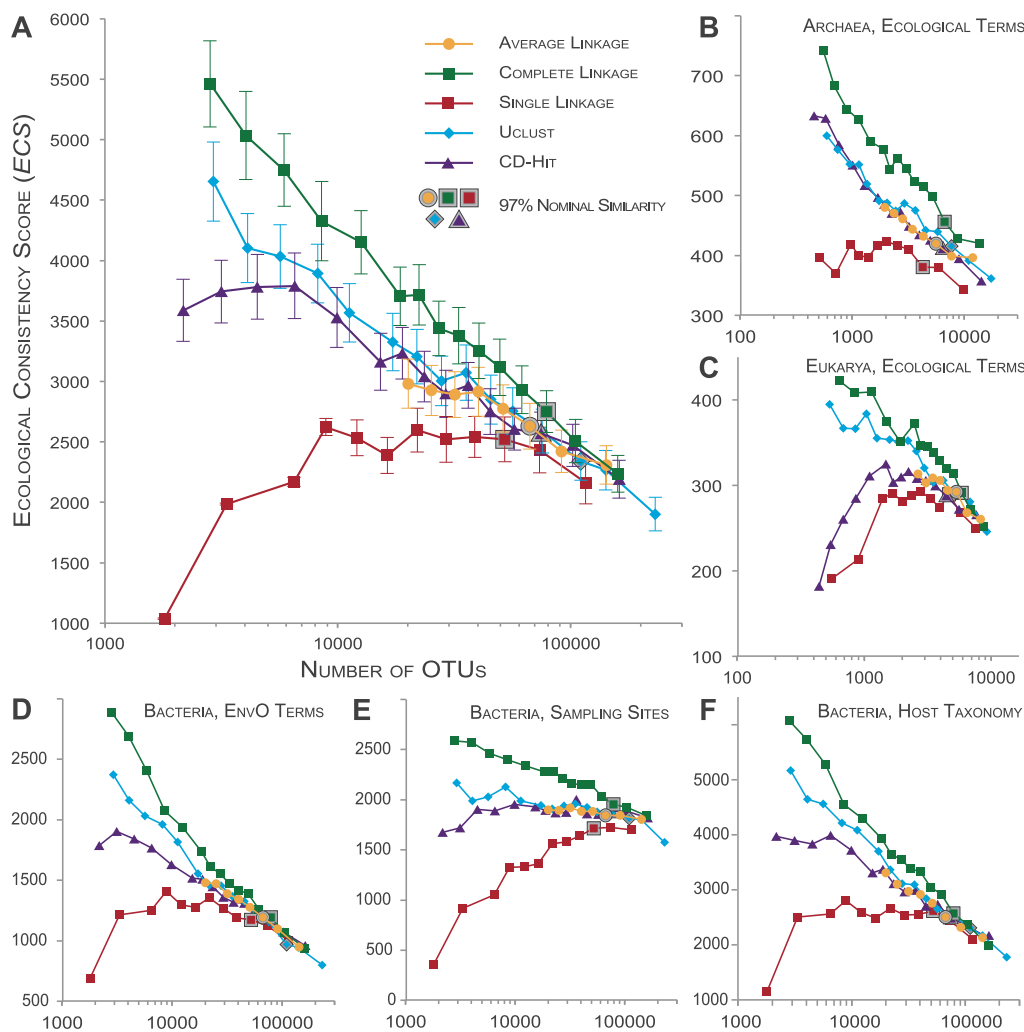 A
ECOLOGICAL CONSISTENCY SCORE (ECS)
6000
5500
5000
4500
4000
3500
3000
2500
2000
1500
1000
1000
10000
100000
NUMBER OF OTUS
AVERAGE LINKAGE
COMPLETE LINKAGE
SINGLE LINKAGE
UCLUST
CD-HIT
97% NOMINAL SIMILARITY
B
ARCHAEA, ECOLOGICAL TERMS
700
600
500
400
300
100
1000
10000
C
EUKARYA, ECOLOGICAL TERMS
400
300
200
100
100
1000
10000
D
BACTERIA, ENVO TERMS
2500
2000
1500
1000
500
1000
10000
100000
E
BACTERIA, SAMPLING SITES
2500
2000
1500
1000
500
0
1000
10000
100000
F
BACTERIA, HOST TAXONOMY
5000
4000
3000
2000
1000
1000
10000
100000